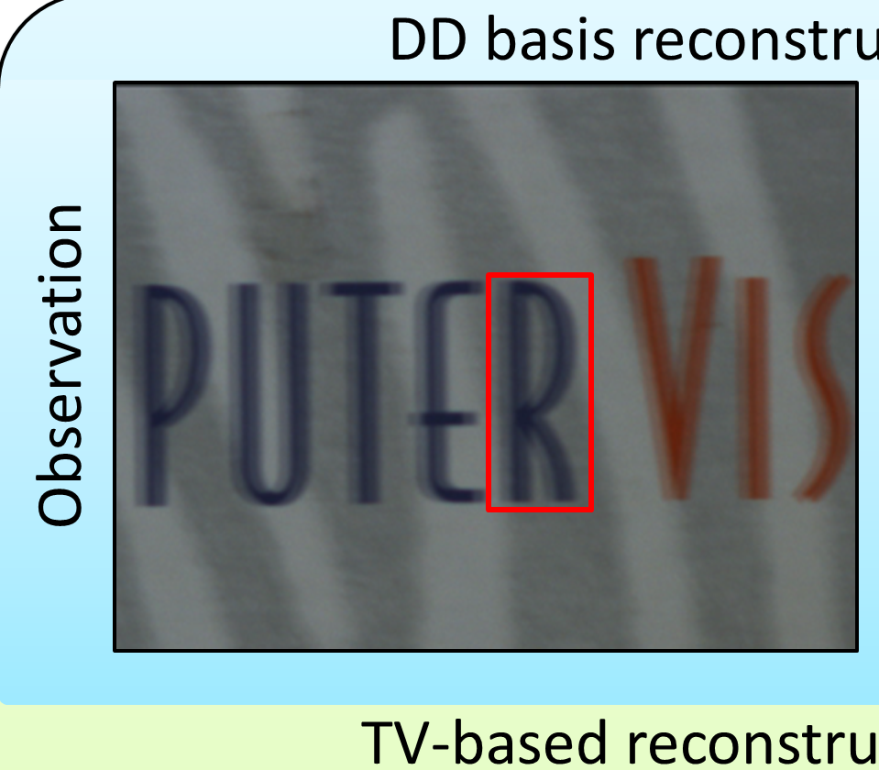 DD basis reconstru
Observation
PUTER VIS
TV-based reconstru